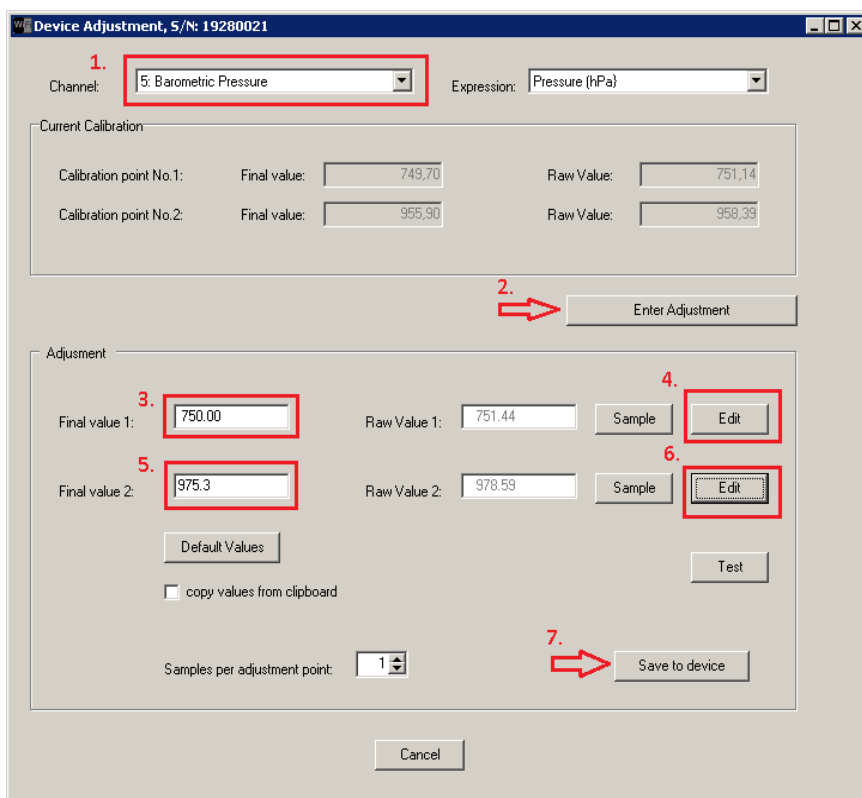 Device Adjustment, S/N: 19280021
1.
Channel: 5: Barometric Pressure Expression: Pressure (hPa}
Current Calibration
Calibration point No.1: Final value: 749,70 Raw Value: 751,14
Calibration point No.2: Final value: 955,90 Raw Value: 958,39
2.
Enter Adjustment
Adjusment
3. 4.
Final value 1: 750.00 Raw Value 1: 751.44 Sample Edit
5. 6.
Final value 2: 975.3 Raw Value 2: 978.59 Sample Edit
Default Values
Test
copy values from clipboard
7.
Samples per adjustment point: 1 Save to device
Cancel